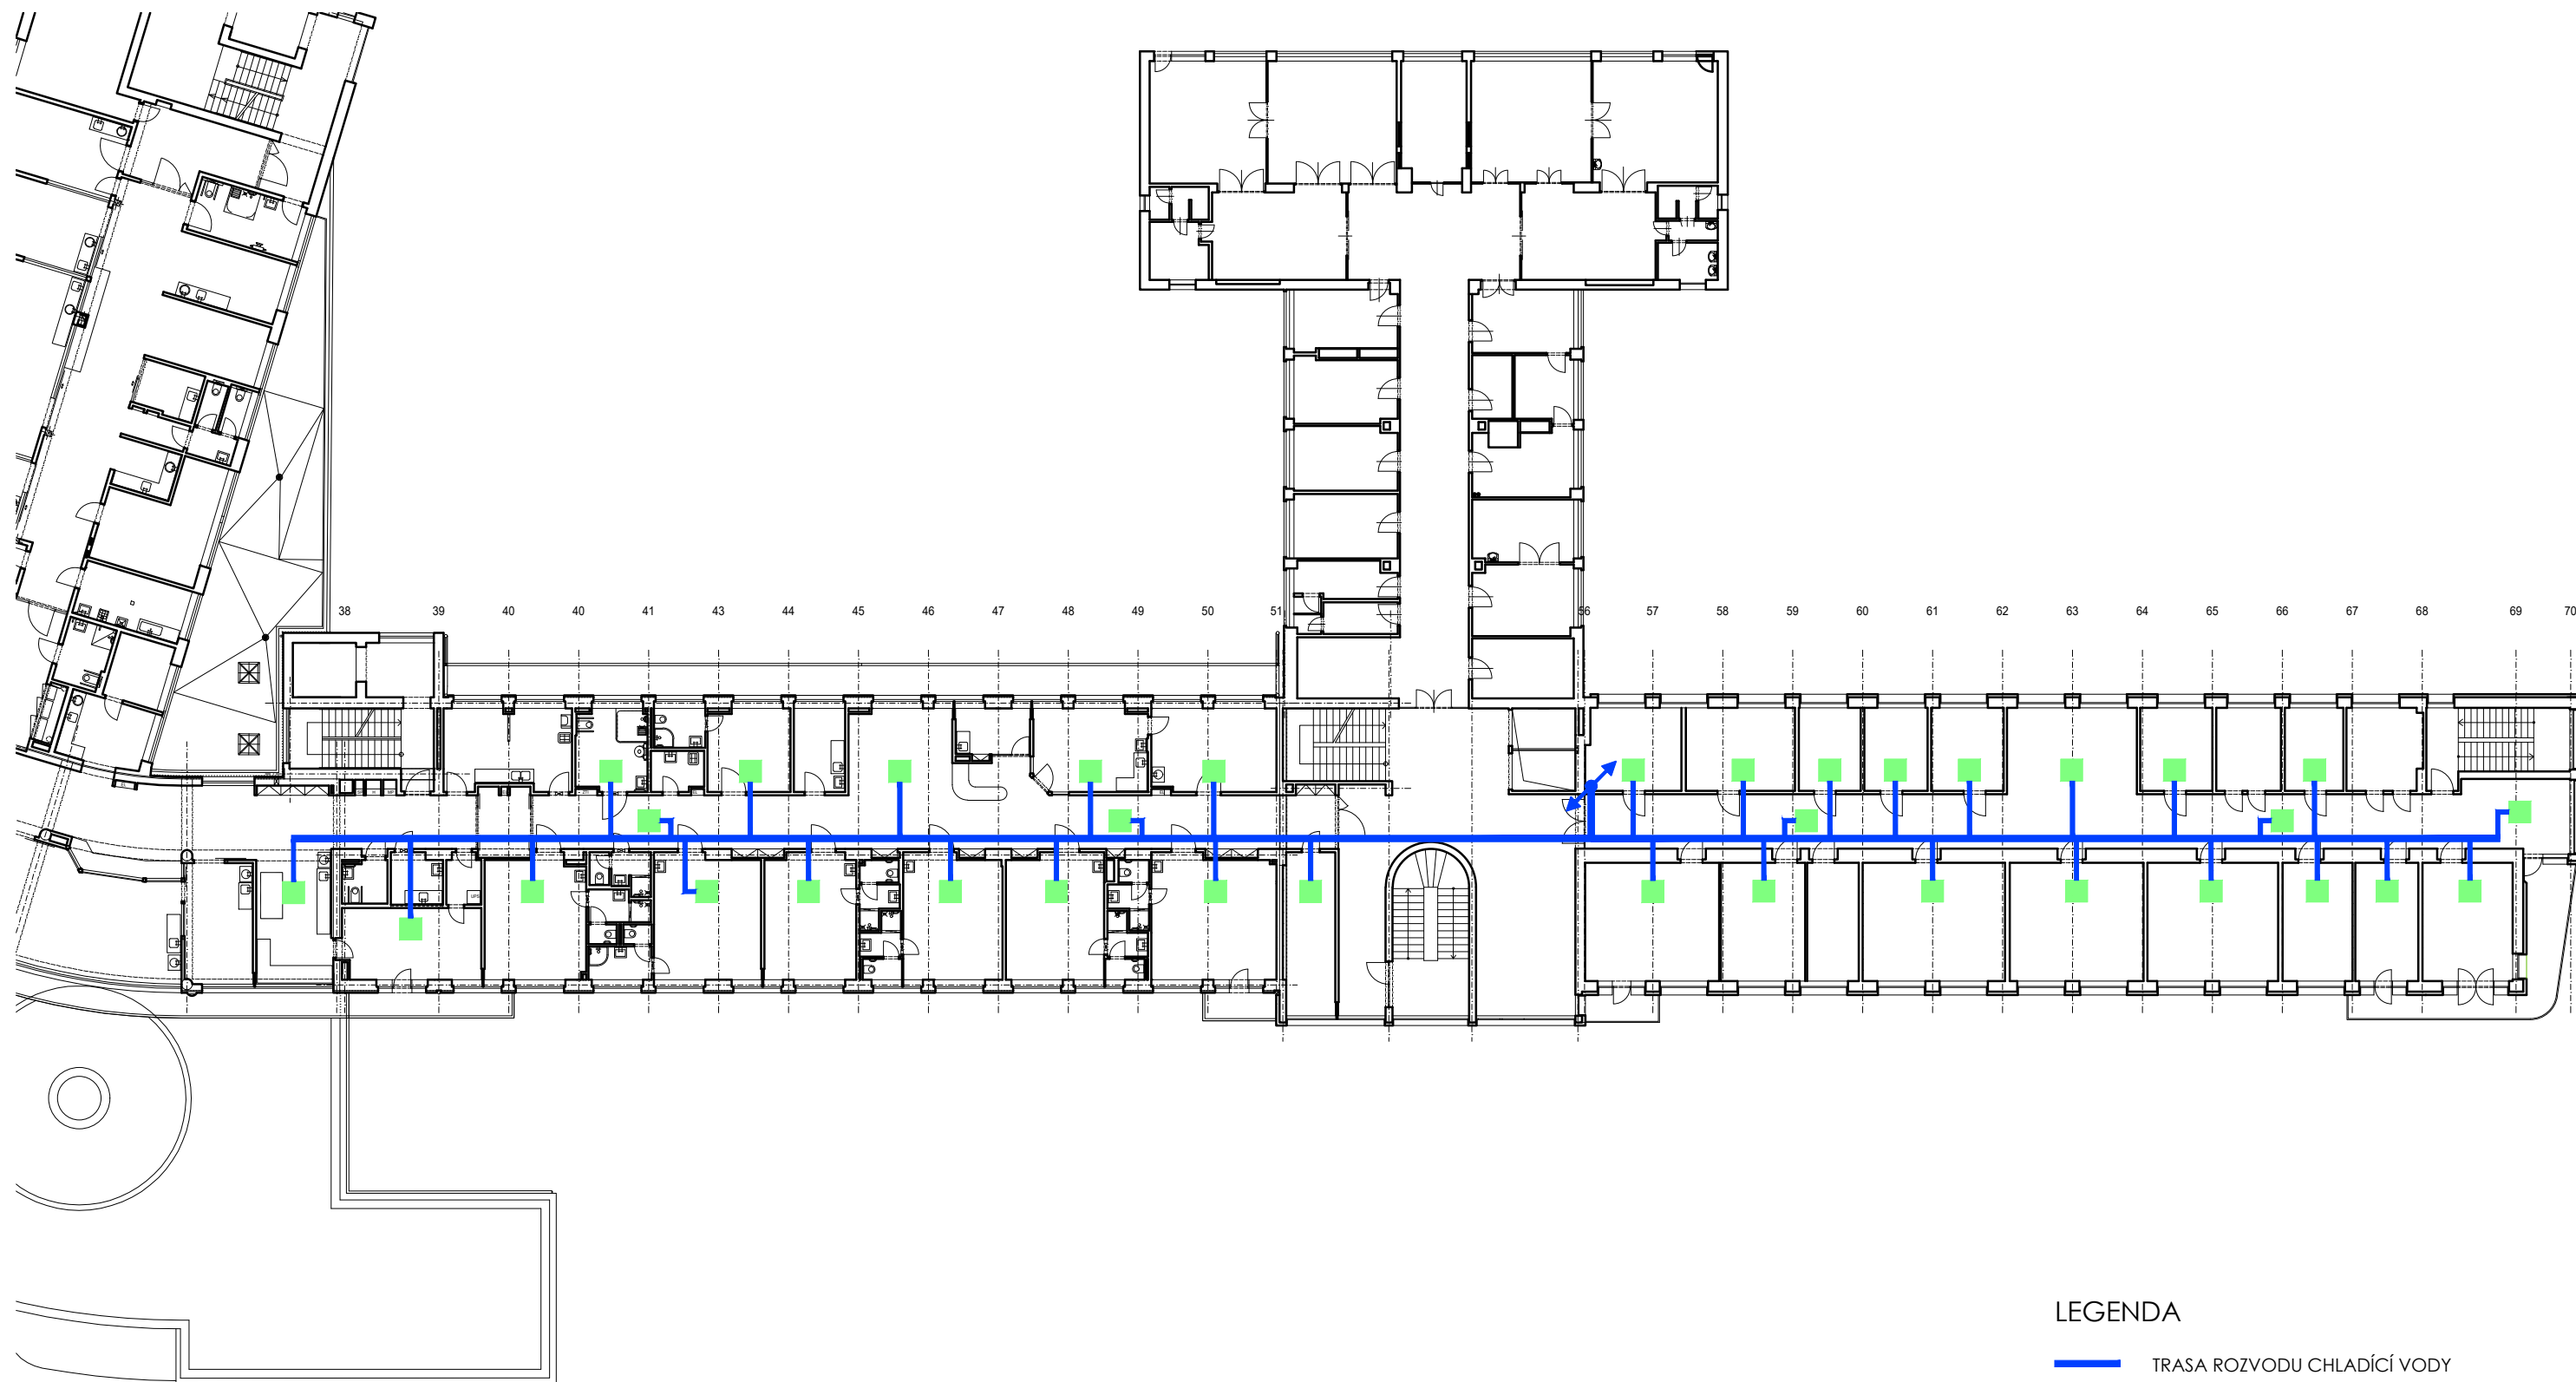 38 39 40 40 41 43 44 45 46 47 48 49 50 51 56 57 58 59 60 61 62 63 64 65 66 67 68 69 70
LEGENDA
TRASA ROZVODU CHLADÍCÍ VODY